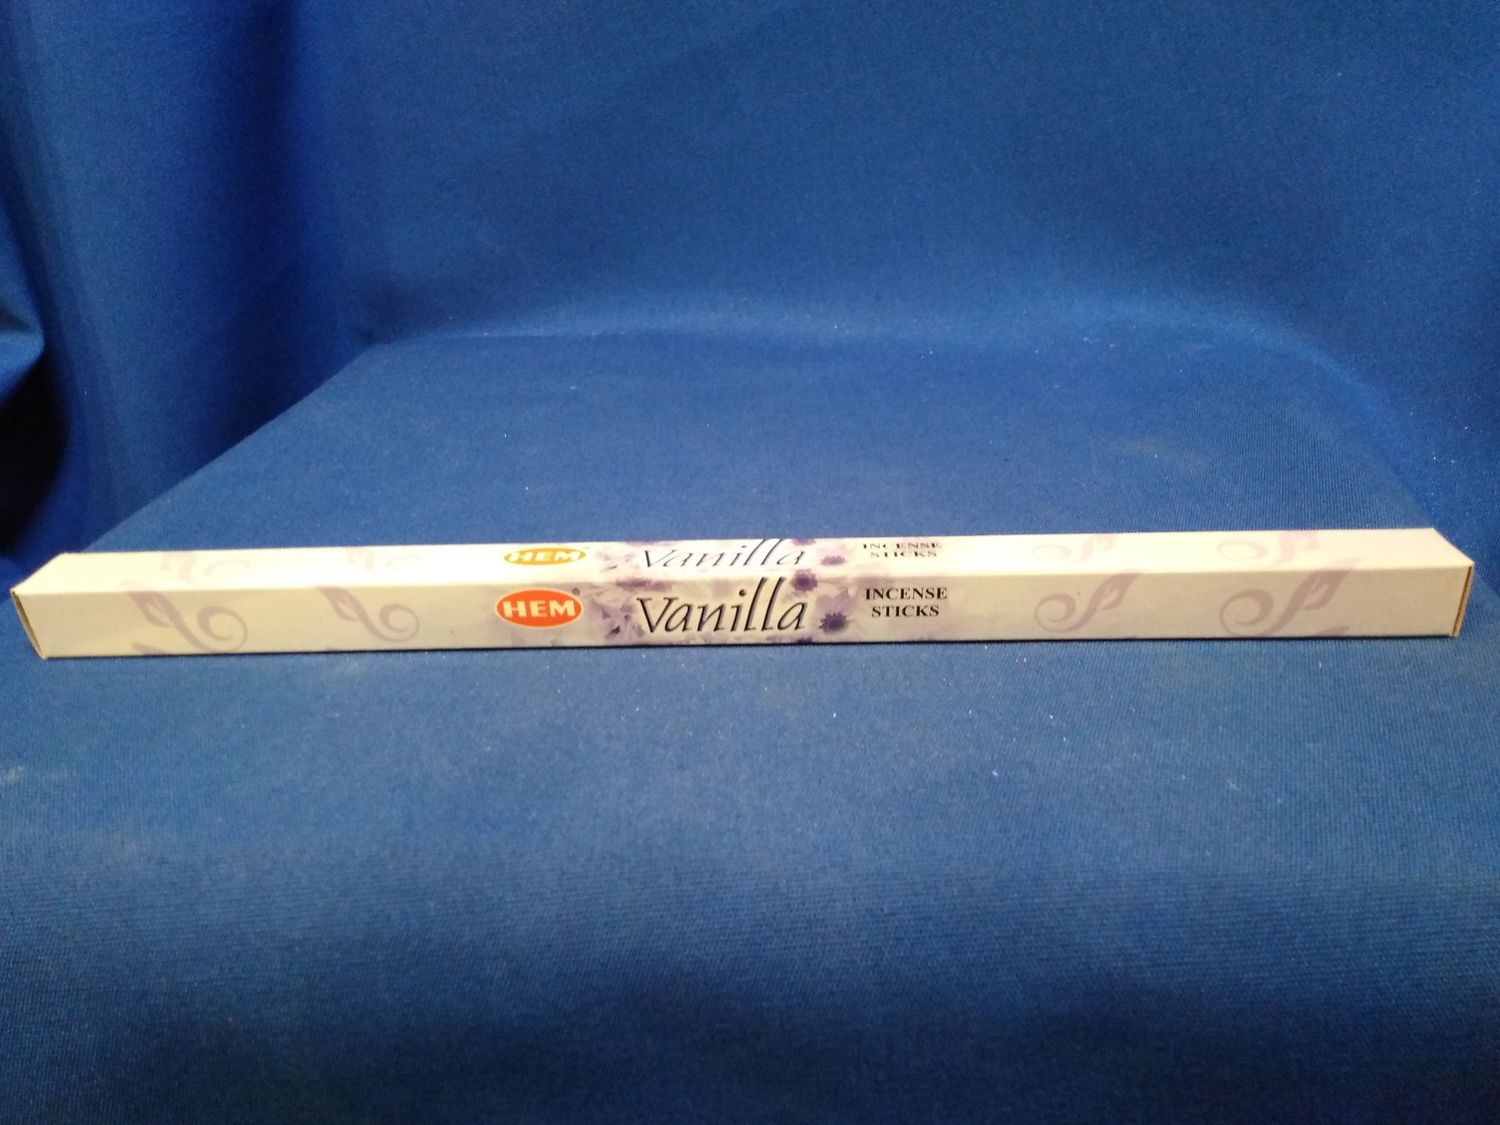 HEM Vanilla INCENSE
STICKS
HEM® Vanilla INCENSE
STICKS